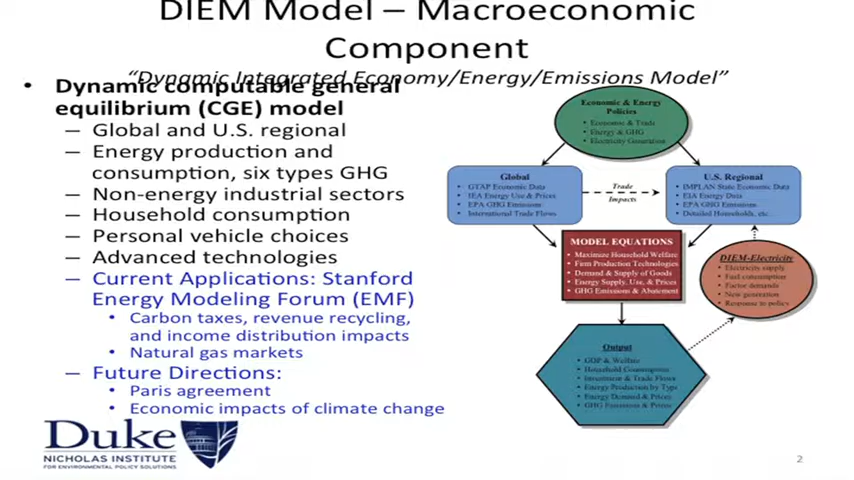 DIEM Model – Macroeconomic
Component
“Dynamic Integrated Economy/Energy/Emissions Model”
• Dynamic computable general
equilibrium (CGE) model
– Global and U.S. regional
– Energy production and
consumption, six types GHG
– Non-energy industrial sectors
– Household consumption
– Personal vehicle choices
– Advanced technologies
– Current Applications: Stanford
Energy Modeling Forum (EMF)
• Carbon taxes, revenue recycling,
and income distribution impacts
• Natural gas markets
– Future Directions:
• Paris agreement
• Economic impacts of climate change
Economic & Energy
Policies
• Economic & Trade
• Energy & GHG
• Electricity Generation
Global
• GTAP Economic Data
• IEA Energy Use & Prices
• EPA GHG Emissions
• International Trade Flows
Trade
Impacts
U.S. Regional
• IMPLAN State Economic Data
• EIA Energy Data
• EPA GHG Emissions
• Detailed Households, etc.
MODEL EQUATIONS
• Maximize Household Welfare
• Firm Production Technologies
• Demand & Supply of Goods
• Energy Supply, Use, & Prices
• GHG Emissions & Abatement
DIEM-Electricity
• Electricity supply
• Fuel consumption
• Factor demands
• New generation
• Response to policy
Output
• GDP & Welfare
• Household Consumption
• Investment & Trade Flows
• Energy Production by Type
• Energy Demand & Prices
• GHG Emissions & Prices
Duke
NICHOLAS INSTITUTE
FOR ENVIRONMENTAL POLICY SOLUTIONS
2